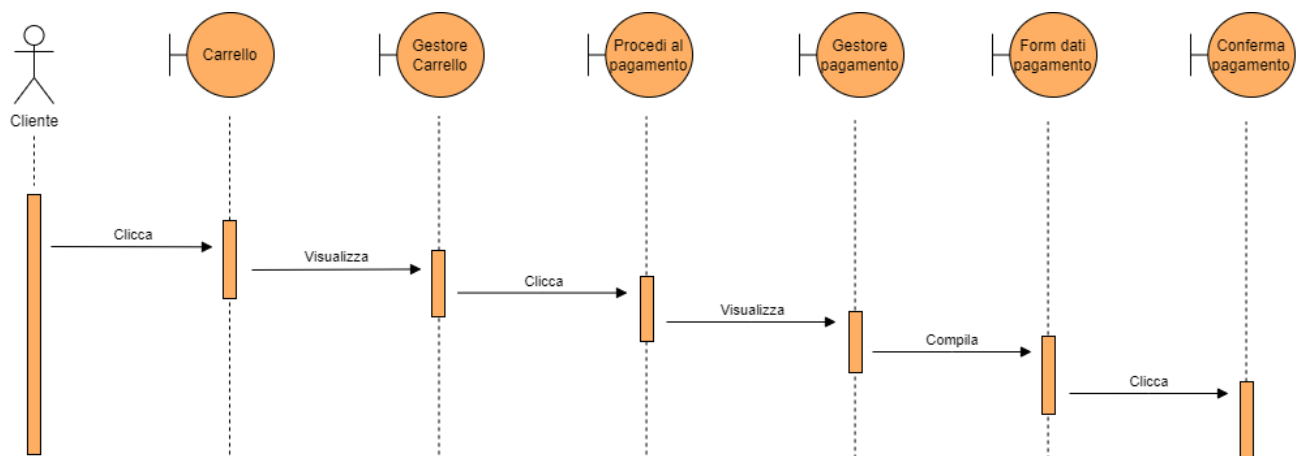 Carrello
Gestore
Carrello
Procedi al
pagamento
Gestore
pagamento
Form dati
pagamento
Conferma
pagamento
Cliente
Clicca
Visualizza
Clicca
Visualizza
Compila
Clicca